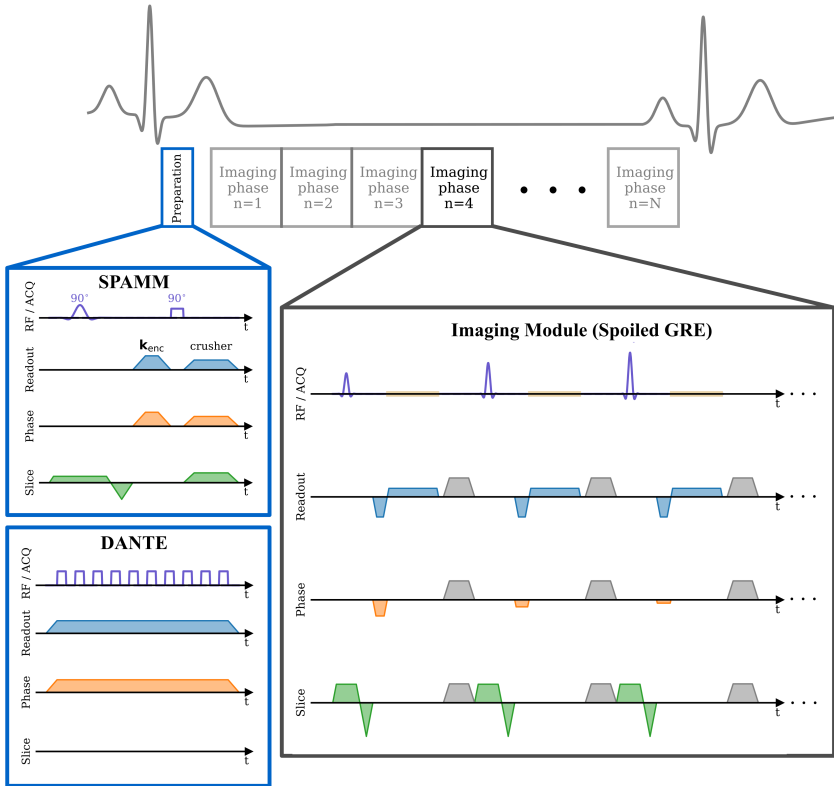 Preparation
Imaging phase n=1
Imaging phase n=2
Imaging phase n=3
Imaging phase n=4
• • •
Imaging phase n=N
SPAMM
RF / ACQ
90°
90°
t
k_enc
crusher
Readout
t
Phase
t
Slice
t
DANTE
RF / ACQ
t
Readout
t
Phase
t
Slice
t
Imaging Module (Spoiled GRE)
RF / ACQ
t
• • •
Readout
t
• • •
Phase
t
• • •
Slice
t
• • •